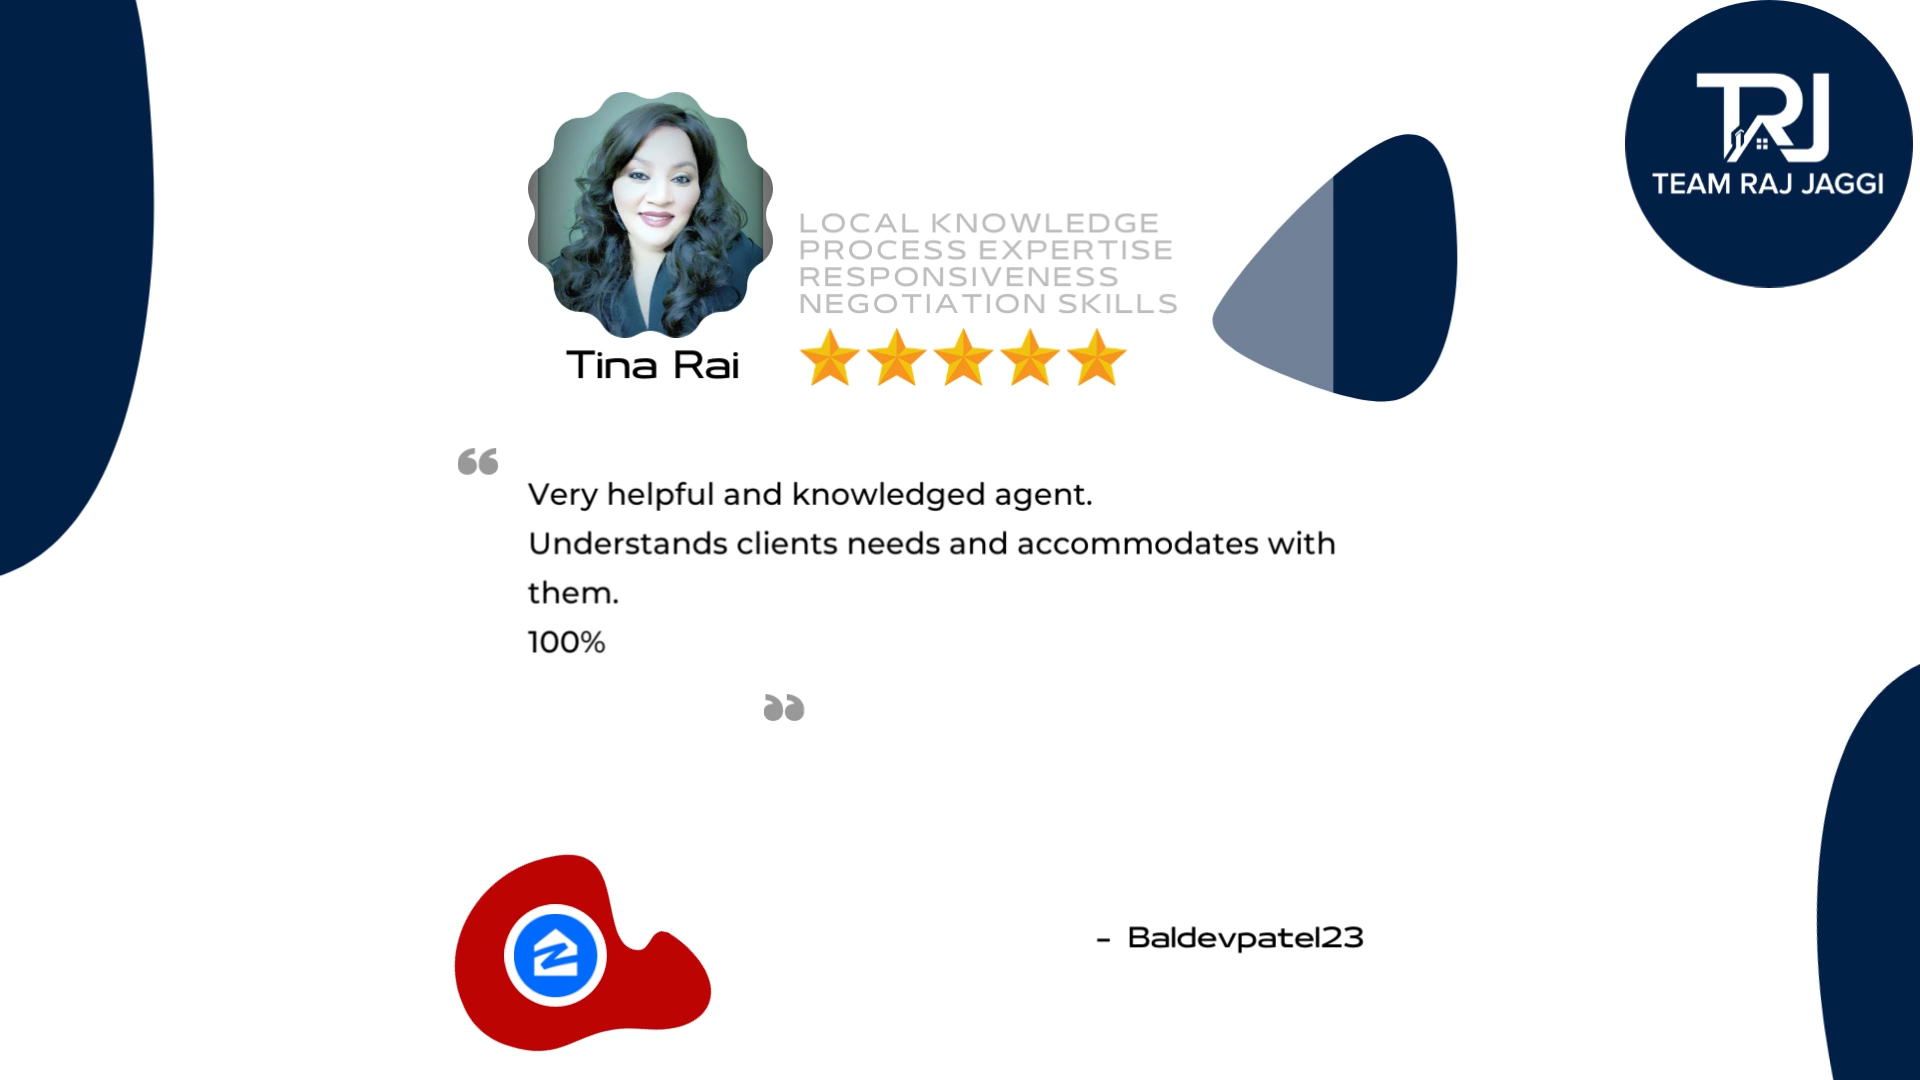 TRJ
TEAM RAJ JAGGI
LOCAL KNOWLEDGE
PROCESS EXPERTISE
RESPONSIVENESS
NEGOTIATION SKILLS
Tina Rai
“
Very helpful and knowledged agent.
Understands clients needs and accommodates with
them.
100%
”
- Baldevpatel23